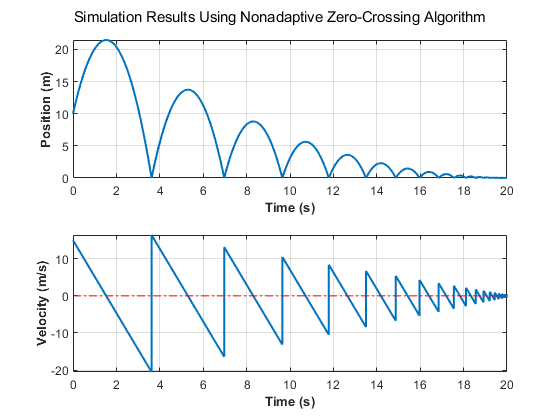 Simulation Results Using Nonadaptive Zero-Crossing Algorithm
20
15
10
5
0
Position (m)
0 2 4 6 8 10 12 14 16 18 20
Time (s)
10
0
-10
-20
Velocity (m/s)
0 2 4 6 8 10 12 14 16 18 20
Time (s)